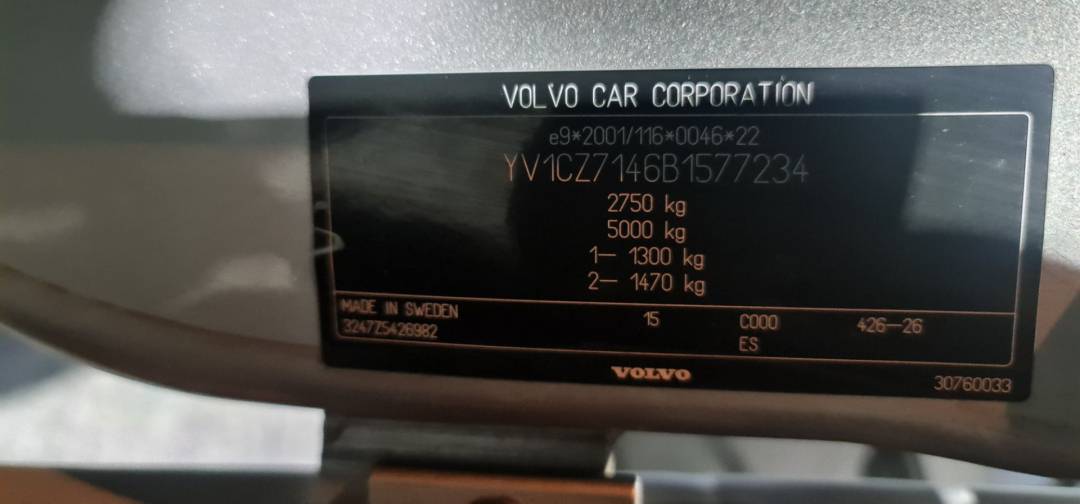 VOLVO CAR CORPORATION
e9*2001/116*0046*22
YV1CZ7146B1577234
2750 kg
5000 kg
1– 1300 kg
2– 1470 kg
MADE IN SWEDEN 15 C000 426–26
3247Z5426982 ES
VOLVO
30760033